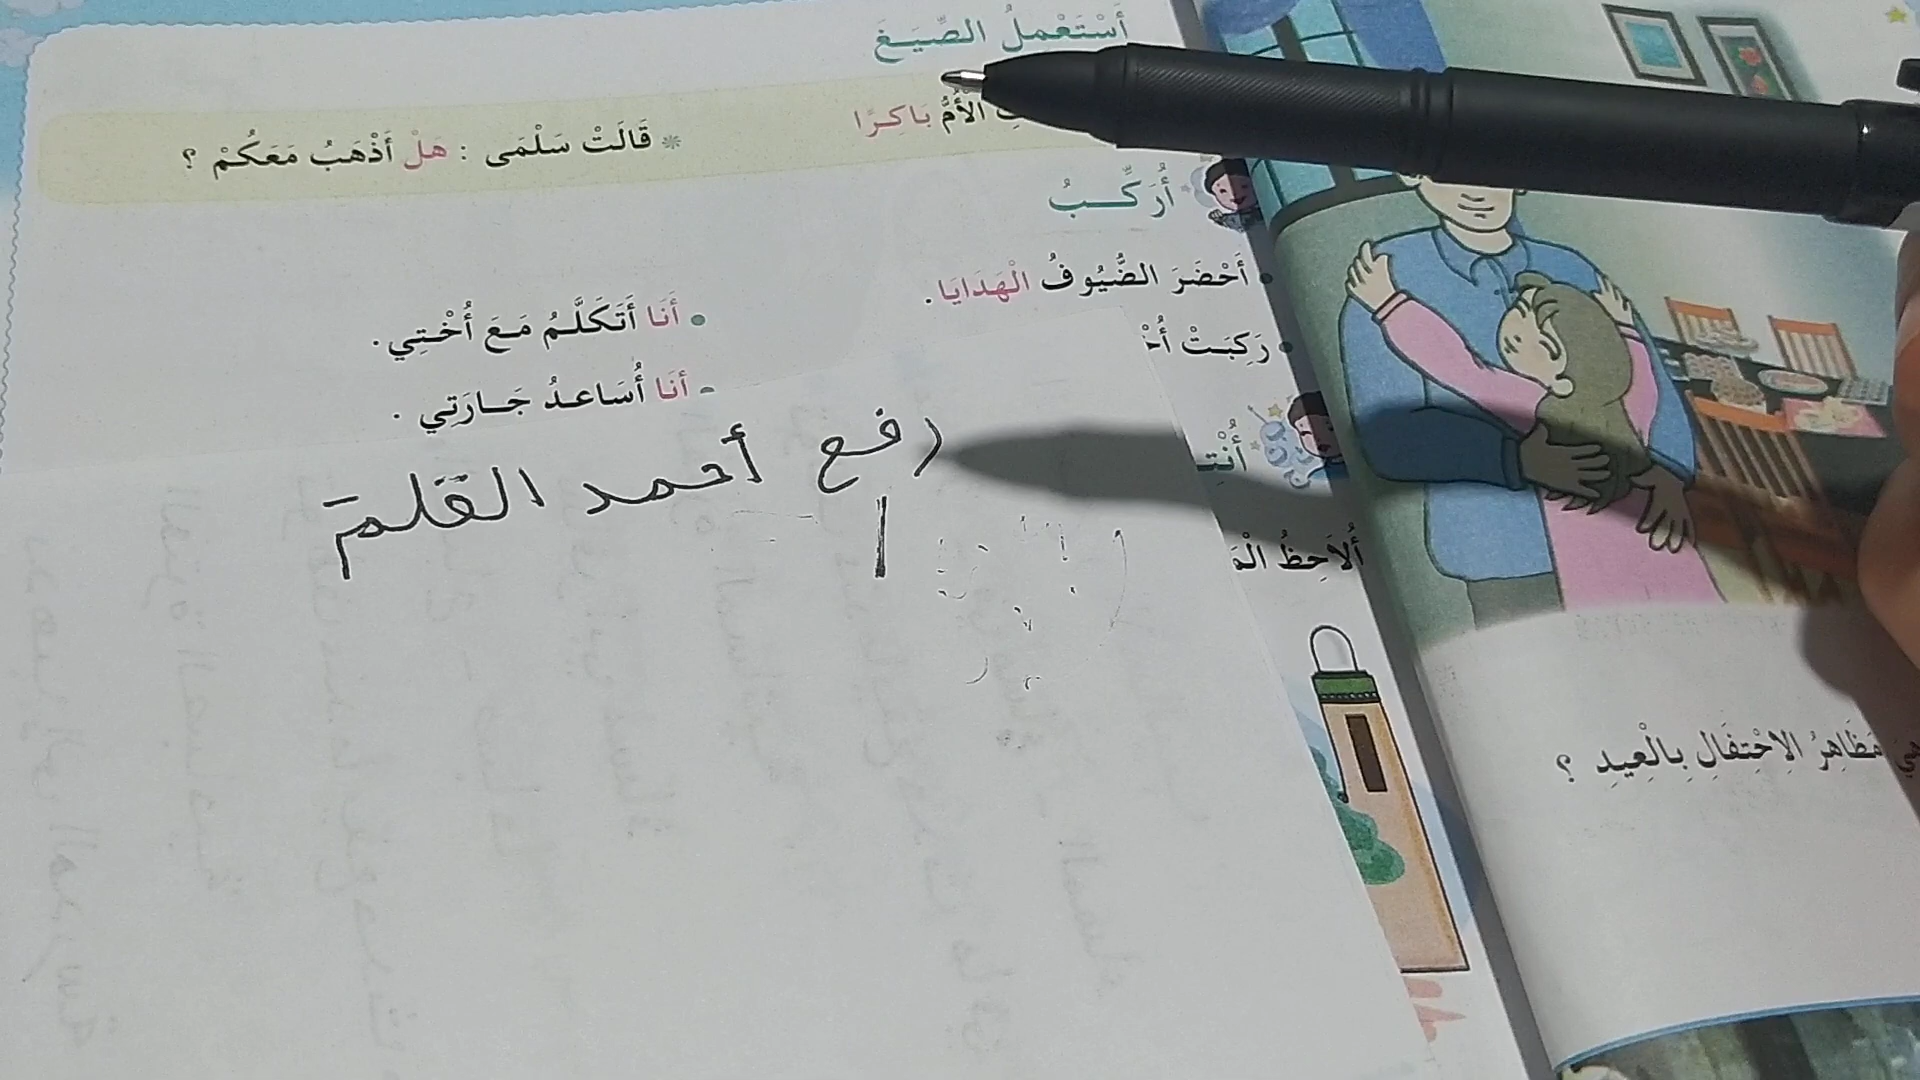 أَسْتَعْمِلُ الصِّيَغَ
الْأُمُّ بَاكِرًا
* قَالَتْ سَلْمَى : هَلْ أَذْهَبُ مَعَكُمْ ؟
أُرَكِّبُ
• أَحْضَرَ الضُّيُوفُ الْهَدَايَا .
• رَكِبَتْ
• أَنَا أَتَكَلَّمُ مَعَ أُخْتِي .
- أَنَا أُسَاعِدُ جَارَتِي .
رفع أحمد القلم
أُلَاحِظُ
مَظَاهِرُ الِاحْتِفَالِ بِالْعِيدِ ؟